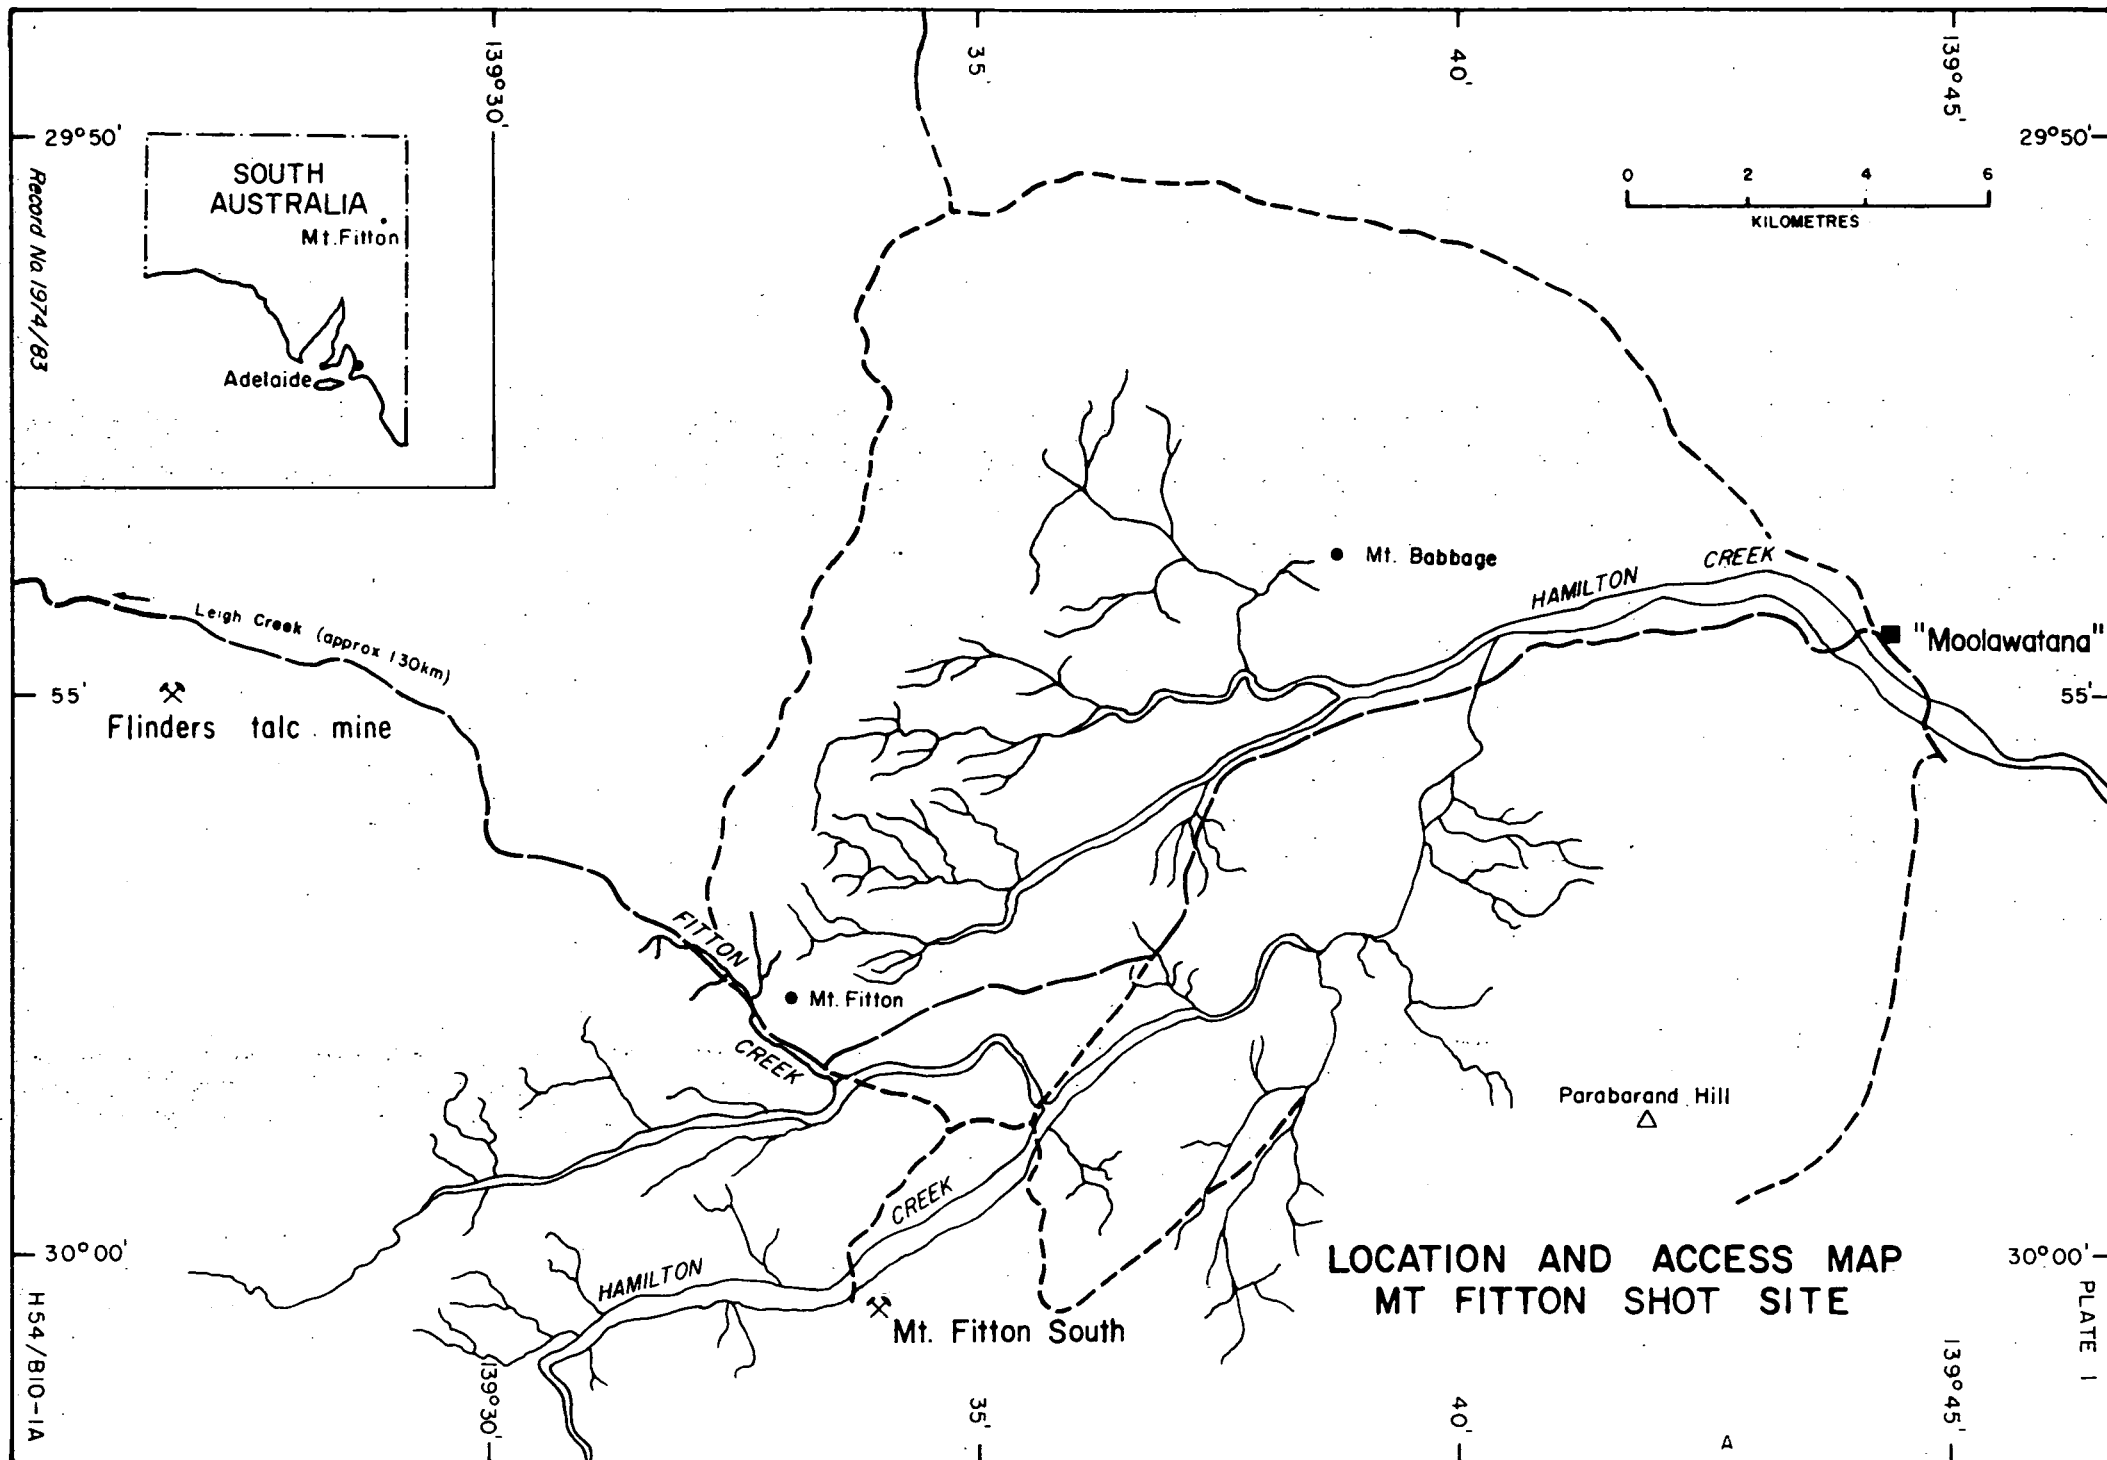 139°30'
35'
40'
139°45'
29°50'
29°50'
SOUTH
AUSTRALIA
Mt. Fitton
Adelaide
Record No. 1974/83
0 2 4 6
KILOMETRES
Mt. Babbage
HAMILTON CREEK
"Moolawatana"
Leigh Creek (approx 130km)
55'
55'
Flinders talc mine
FITTON
CREEK
Mt. Fitton
Parabarand Hill
CREEK
HAMILTON
30°00'
30°00'
LOCATION AND ACCESS MAP
MT FITTON SHOT SITE
Mt. Fitton South
H54/B10-1A
PLATE 1
139°30'
35'
40'
139°45'
A